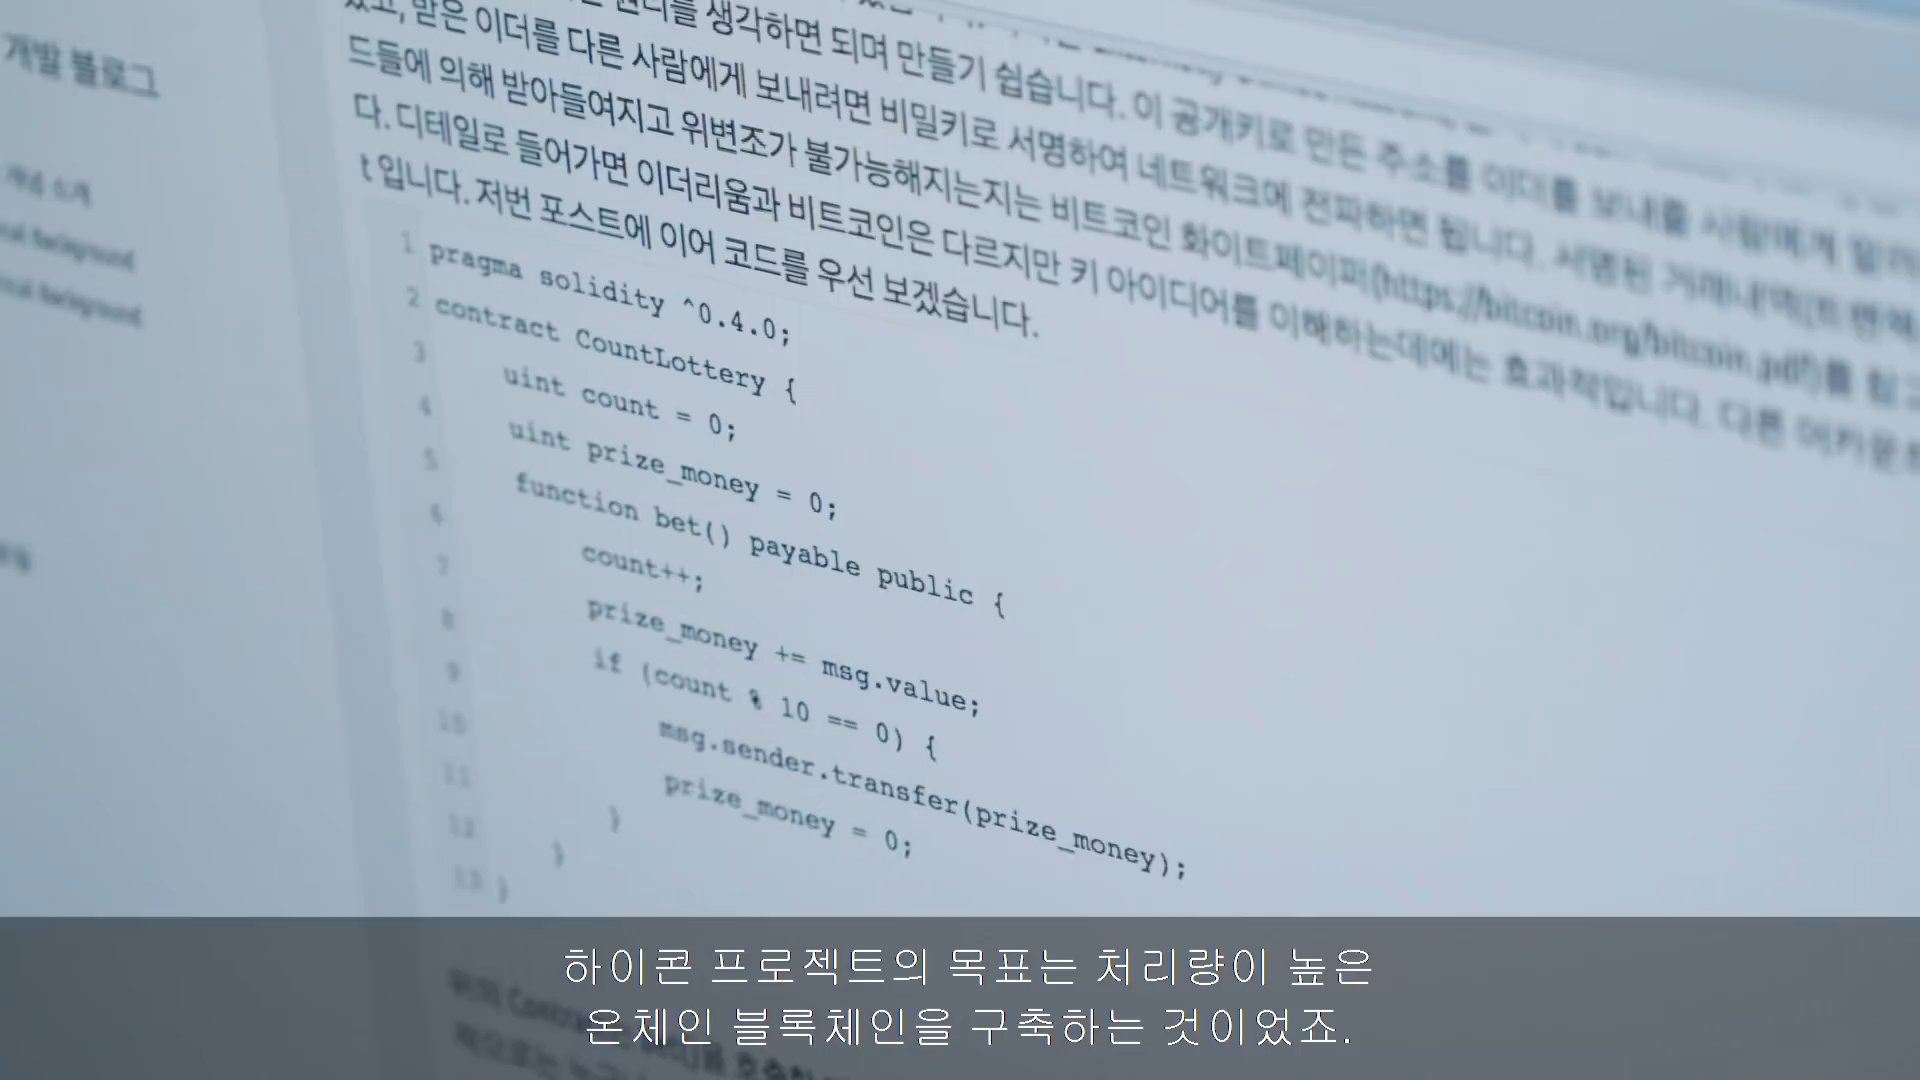 개발 블로그
개념 소개
background
background
생각하면 되며 만들기 쉽습니다. 이 공개키로 만든 주소를 이더를 보내줄 사람에게
받은 이더를 다른 사람에게 보내려면 비밀키로 서명하여 네트워크에 전파하면 됩니다. 서명된 거래내역(트랜잭
드들에 의해 받아들여지고 위변조가 불가능해지는지는 비트코인 화이트페이퍼(https://bitcoin.org/bitcoin.pdf)를
다. 디테일로 들어가면 이더리움과 비트코인은 다르지만 키 아이디어를 이해하는데에는 효과적입니다. 다른 어카운트
t 입니다. 저번 포스트에 이어 코드를 우선 보겠습니다.
1 pragma solidity ^0.4.0;
2 contract CountLottery {
3 uint count = 0;
4 uint prize_money = 0;
5 function bet() payable public {
6 count++;
7 prize_money += msg.value;
8 if (count % 10 == 0) {
9 msg.sender.transfer(prize_money);
10 prize_money = 0;
11 }
12 }
13 }
하이콘 프로젝트의 목표는 처리량이 높은
온체인 블록체인을 구축하는 것이었죠.